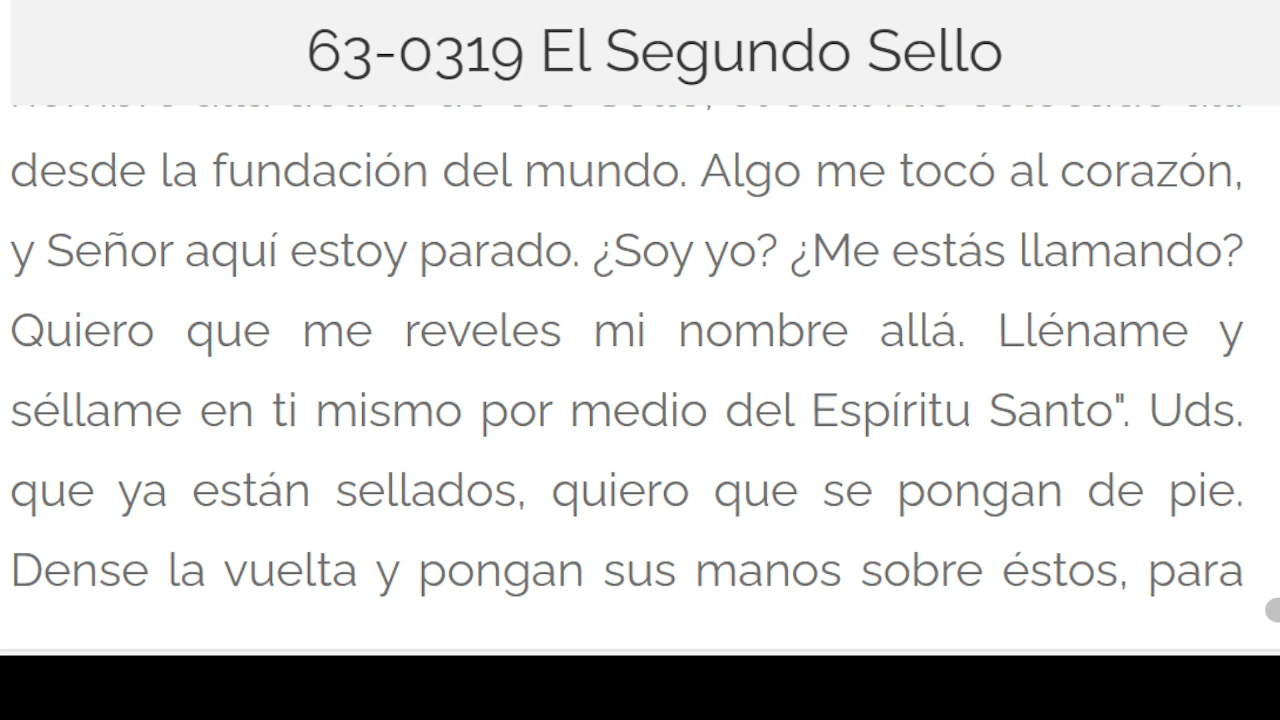 63-0319 El Segundo Sello
desde la fundación del mundo. Algo me tocó al corazón,
y Señor aquí estoy parado. ¿Soy yo? ¿Me estás llamando?
Quiero que me reveles mi nombre allá. Lléname y
séllame en ti mismo por medio del Espíritu Santo". Uds.
que ya están sellados, quiero que se pongan de pie.
Dense la vuelta y pongan sus manos sobre éstos, para